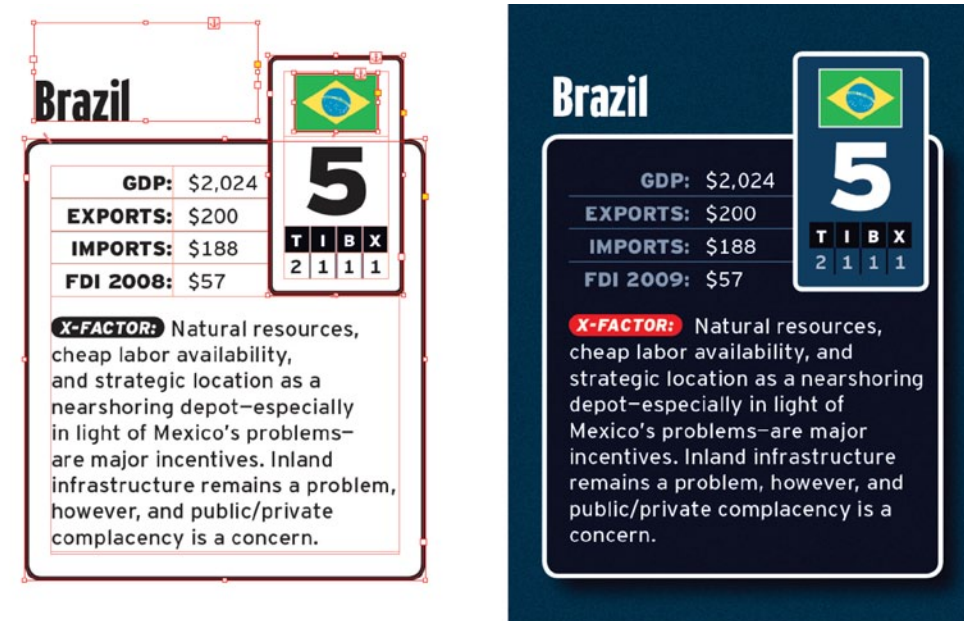 Brazil
5
T I B X
2 1 1 1
GDP: $2,024
EXPORTS: $200
IMPORTS: $188
FDI 2008: $57
X-FACTOR: Natural resources,
cheap labor availability,
and strategic location as a
nearshoring depot—especially
in light of Mexico's problems—
are major incentives. Inland
infrastructure remains a problem,
however, and public/private
complacency is a concern.
Brazil
5
T I B X
2 1 1 1
GDP: $2,024
EXPORTS: $200
IMPORTS: $188
FDI 2009: $57
X-FACTOR: Natural resources,
cheap labor availability, and
strategic location as a nearshoring
depot—especially in light of
Mexico's problems—are major
incentives. Inland infrastructure
remains a problem, however, and
public/private complacency is a
concern.